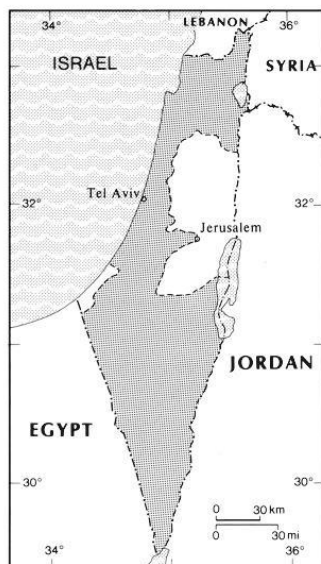 34°
LEBANON
36°
ISRAEL
SYRIA
Tel Aviv
32°
32°
Jerusalem
JORDAN
EGYPT
30°
30°
0 30 km
0 30 mi
34°
36°